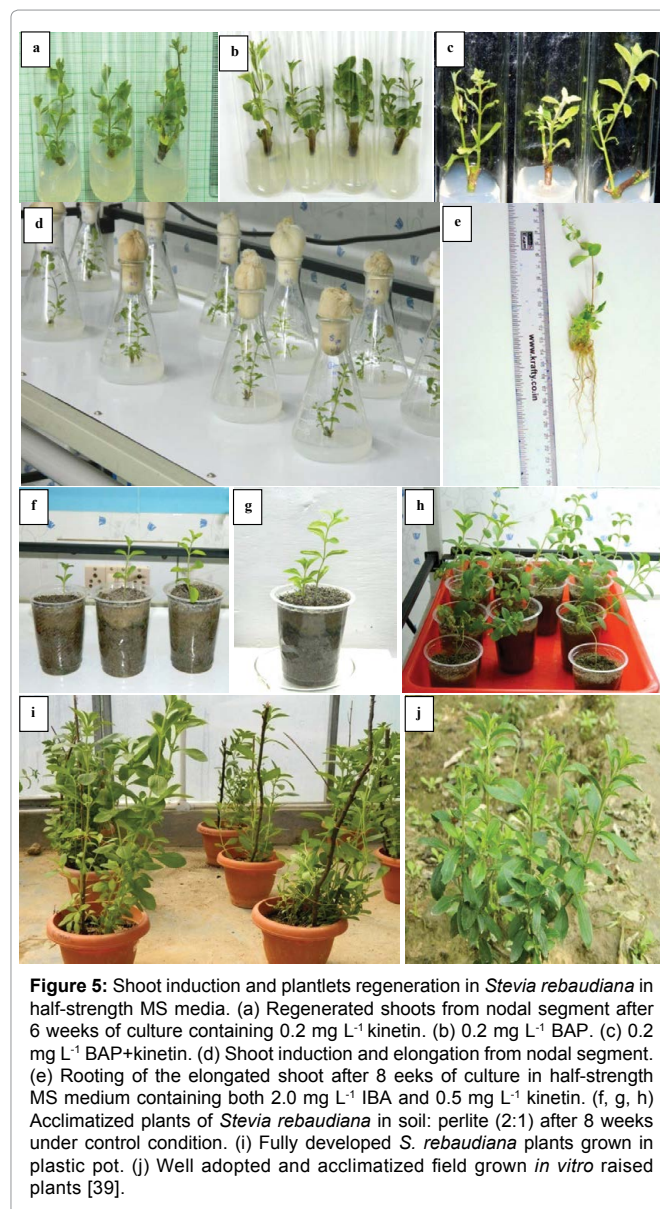 a
b
c
d
e
www.krafty.co.in
f
g
h
i
j
Figure 5: Shoot induction and plantlets regeneration in Stevia rebaudiana in
half-strength MS media. (a) Regenerated shoots from nodal segment after
6 weeks of culture containing 0.2 mg L⁻¹ kinetin. (b) 0.2 mg L⁻¹ BAP. (c) 0.2
mg L⁻¹ BAP+kinetin. (d) Shoot induction and elongation from nodal segment.
(e) Rooting of the elongated shoot after 8 eeks of culture in half-strength
MS medium containing both 2.0 mg L⁻¹ IBA and 0.5 mg L⁻¹ kinetin. (f, g, h)
Acclimatized plants of Stevia rebaudiana in soil: perlite (2:1) after 8 weeks
under control condition. (i) Fully developed S. rebaudiana plants grown in
plastic pot. (j) Well adopted and acclimatized field grown in vitro raised
plants [39].